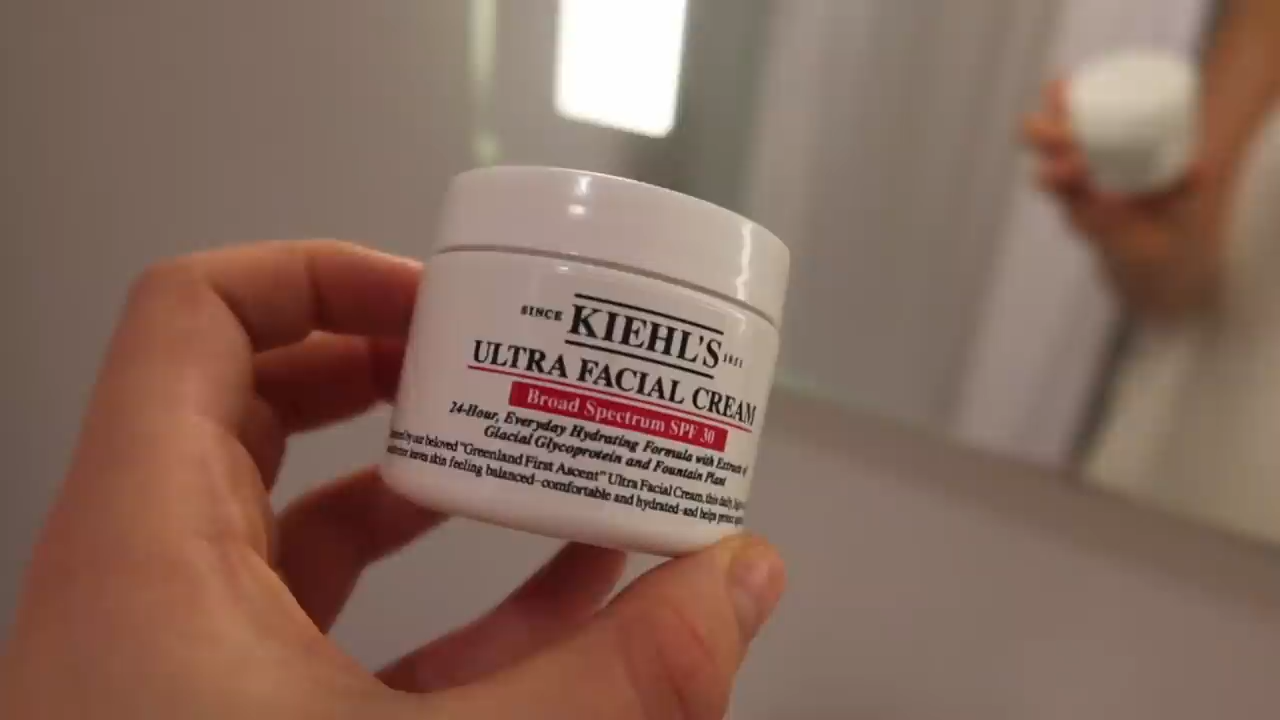 SINCE KIEHL'S 1851
ULTRA FACIAL CREAM
Broad Spectrum SPF 30
24-Hour, Everyday Hydrating Formula with Extracts of
Glacial Glycoprotein and Fountain Plant
by our beloved "Greenland First Ascent" Ultra Facial Cream, this daily,
leaves skin feeling balanced-comfortable and hydrated-and helps protect